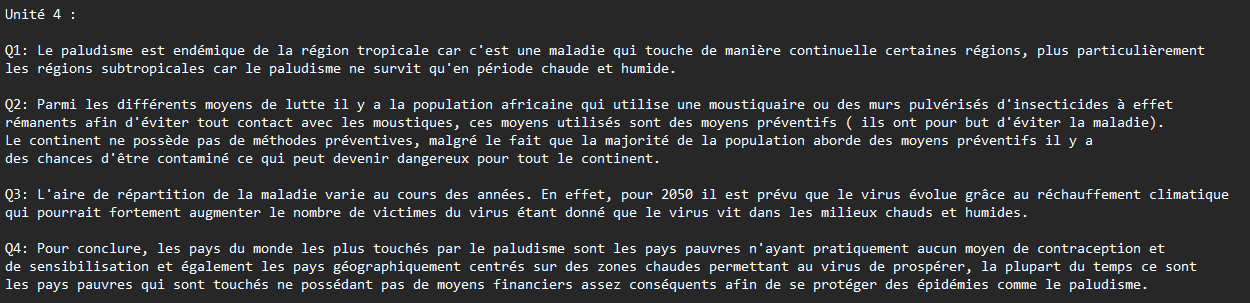 Unité 4 :
Q1: Le paludisme est endémique de la région tropicale car c'est une maladie qui touche de manière continuelle certaines régions, plus particulièrement
les régions subtropicales car le paludisme ne survit qu'en période chaude et humide.
Q2: Parmi les différents moyens de lutte il y a la population africaine qui utilise une moustiquaire ou des murs pulvérisés d'insecticides à effet
rémanents afin d'éviter tout contact avec les moustiques, ces moyens utilisés sont des moyens préventifs ( ils ont pour but d'éviter la maladie).
Le continent ne possède pas de méthodes préventives, malgré le fait que la majorité de la population aborde des moyens préventifs il y a
des chances d'être contaminé ce qui peut devenir dangereux pour tout le continent.
Q3: L'aire de répartition de la maladie varie au cours des années. En effet, pour 2050 il est prévu que le virus évolue grâce au réchauffement climatique
qui pourrait fortement augmenter le nombre de victimes du virus étant donné que le virus vit dans les milieux chauds et humides.
Q4: Pour conclure, les pays du monde les plus touchés par le paludisme sont les pays pauvres n'ayant pratiquement aucun moyen de contraception et
de sensibilisation et également les pays géographiquement centrés sur des zones chaudes permettant au virus de prospérer, la plupart du temps ce sont
les pays pauvres qui sont touchés ne possédant pas de moyens financiers assez conséquents afin de se protéger des épidémies comme le paludisme.